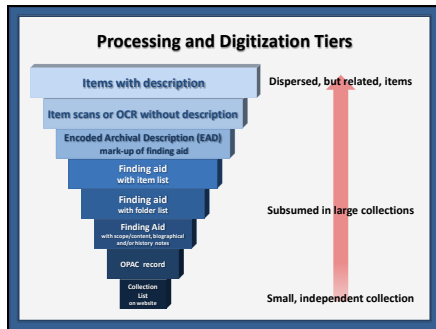 Processing and Digitization Tiers
Items with description
Dispersed, but related, items
Item scans or OCR without description
Encoded Archival Description (EAD)
mark-up of finding aid
Finding aid
with item list
Finding aid
with folder list
Subsumed in large collections
Finding Aid
with scope/content, biographical
and/or history notes
OPAC record
Collection
List
on website
Small, independent collection